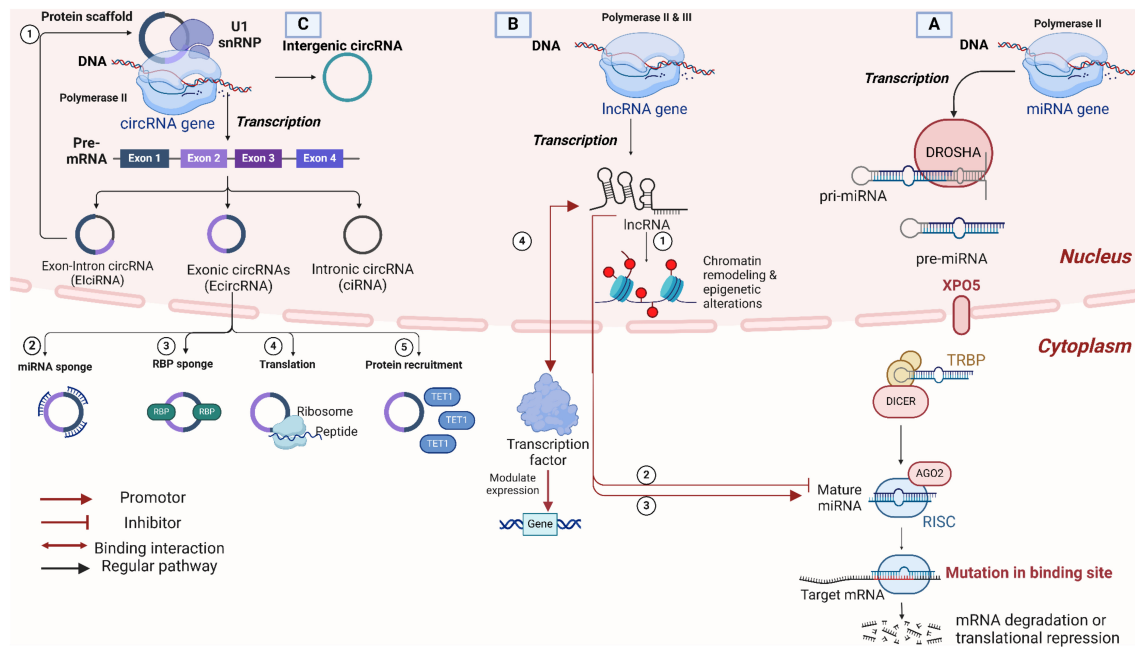 Protein scaffold
1
U1
snRNP
C
DNA
Intergenic circRNA
Polymerase II
circRNA gene
Transcription
Pre-
mRNA
Exon 1
Exon 2
Exon 3
Exon 4
Exon-Intron circRNA
(EIciRNA)
Exonic circRNAs
(EcircRNA)
Intronic circRNA
(ciRNA)
2
miRNA sponge
3
RBP sponge
RBP
RBP
4
Translation
Ribosome
Peptide
5
Protein recruitment
TET1
TET1
TET1
Promotor
Inhibitor
Binding interaction
Regular pathway
B
Polymerase II & III
DNA
lncRNA gene
Transcription
lncRNA
4
1
Chromatin
remodeling &
epigenetic
alterations
Transcription
factor
Modulate
expression
Gene
2
3
A
Polymerase II
DNA
Transcription
miRNA gene
DROSHA
pri-miRNA
pre-miRNA
Nucleus
XPO5
Cytoplasm
TRBP
DICER
AGO2
Mature
miRNA
RISC
Mutation in binding site
Target mRNA
mRNA degradation or
translational repression